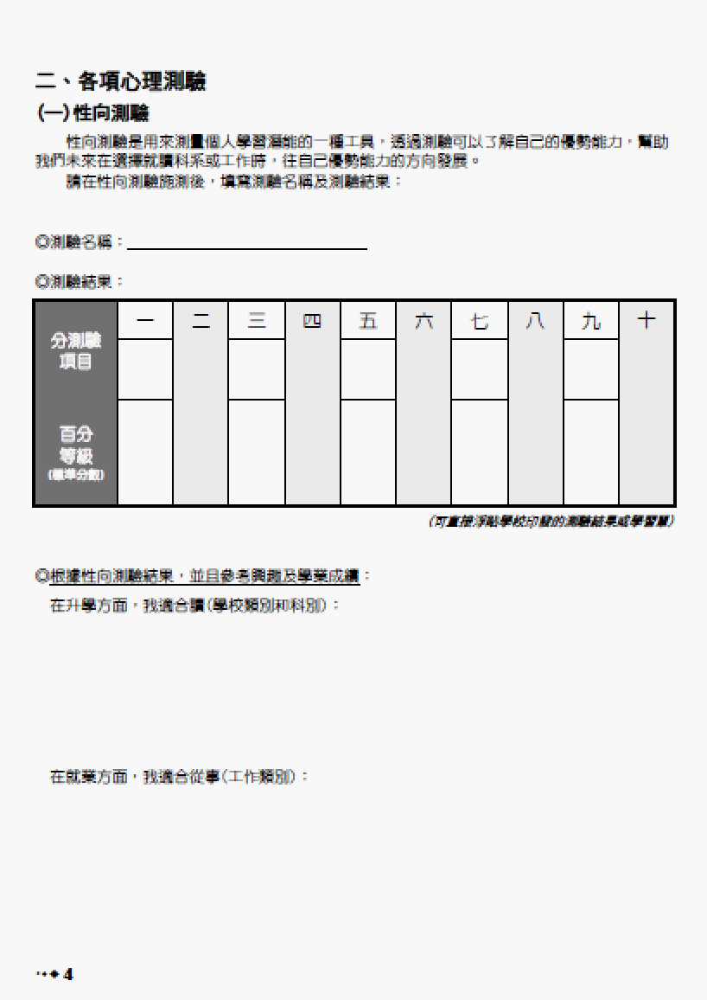 二、各項心理測驗
(一)性向測驗
性向測驗是用來測量個人學習潛能的一種工具，透過測驗可以了解自己的優勢能力，幫助
我們未來在選擇就讀科系或工作時，往自己優勢能力的方向發展。
請在性向測驗施測後，填寫測驗名稱及測驗結果：
◎測驗名稱：
◎測驗結果：
分測驗
項目
一 二 三 四 五 六 七 八 九 十
百分
等級
(標準分數)
(可直接浮貼學校印發的測驗結果或學習單)
◎根據性向測驗結果，並且參考興趣及學業成績：
在升學方面，我適合讀(學校類別和科別)：
在就業方面，我適合從事(工作類別)：
4